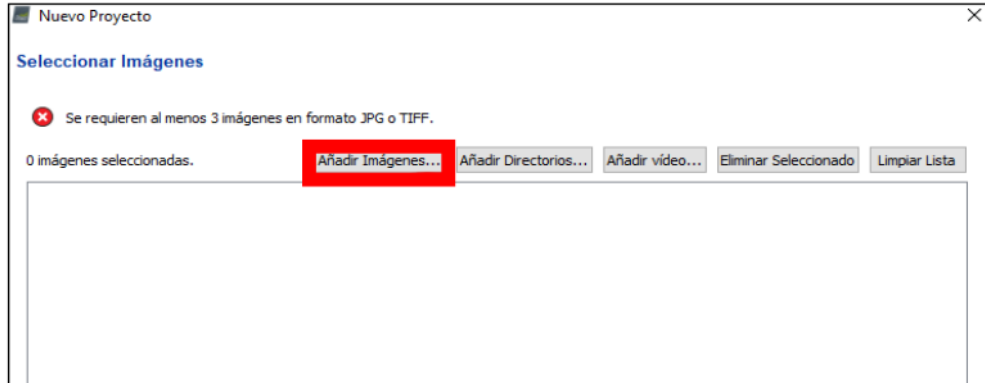 Nuevo Proyecto
Seleccionar Imágenes
Se requieren al menos 3 imágenes en formato JPG o TIFF.
0 imágenes seleccionadas. Añadir Imágenes... Añadir Directorios... Añadir vídeo... Eliminar Seleccionado Limpiar Lista